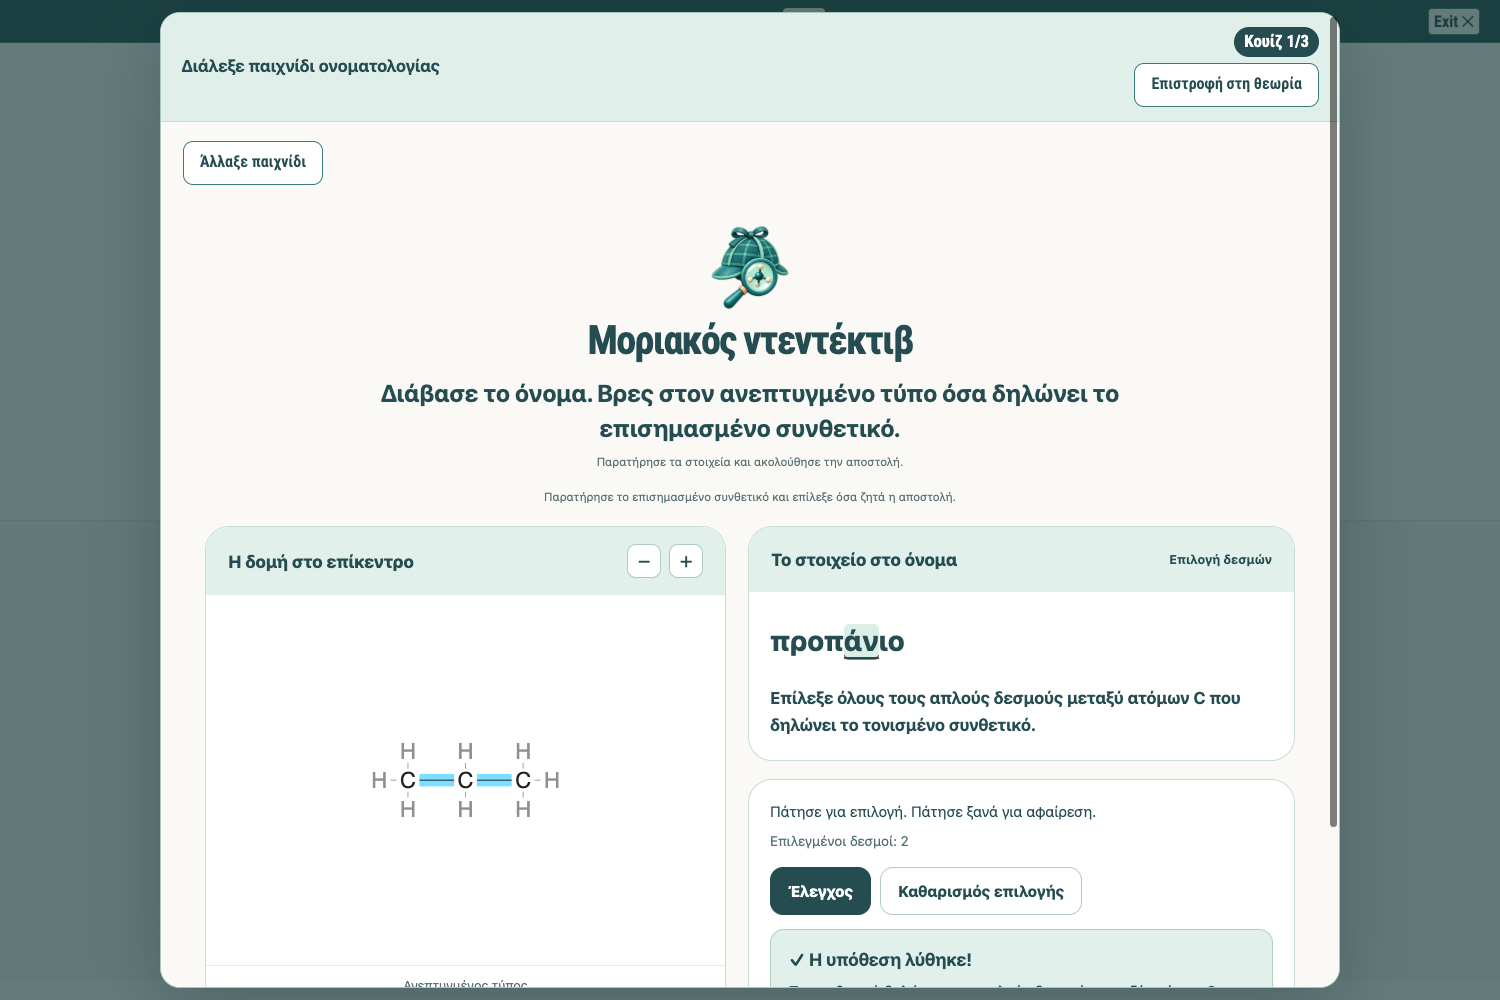 Exit
Διάλεξε παιχνίδι ονοματολογίας
Κουίζ 1/3
Επιστροφή στη θεωρία
Άλλαξε παιχνίδι
Μοριακός ντεντέκτιβ
Διάβασε το όνομα. Βρες στον ανεπτυγμένο τύπο όσα δηλώνει το
επισημασμένο συνθετικό.
Παρατήρησε τα στοιχεία και ακολούθησε την αποστολή.
Παρατήρησε το επισημασμένο συνθετικό και επίλεξε όσα ζητά η αποστολή.
Η δομή στο επίκεντρο
− +
H H H
H C C C H
H H H
Ανεπτυγμένος τύπος
Το στοιχείο στο όνομα
Επιλογή δεσμών
προπάνιο
Επίλεξε όλους τους απλούς δεσμούς μεταξύ ατόμων C που
δηλώνει το τονισμένο συνθετικό.
Πάτησε για επιλογή. Πάτησε ξανά για αφαίρεση.
Επιλεγμένοι δεσμοί: 2
Έλεγχος
Καθαρισμός επιλογής
✓ Η υπόθεση λύθηκε!